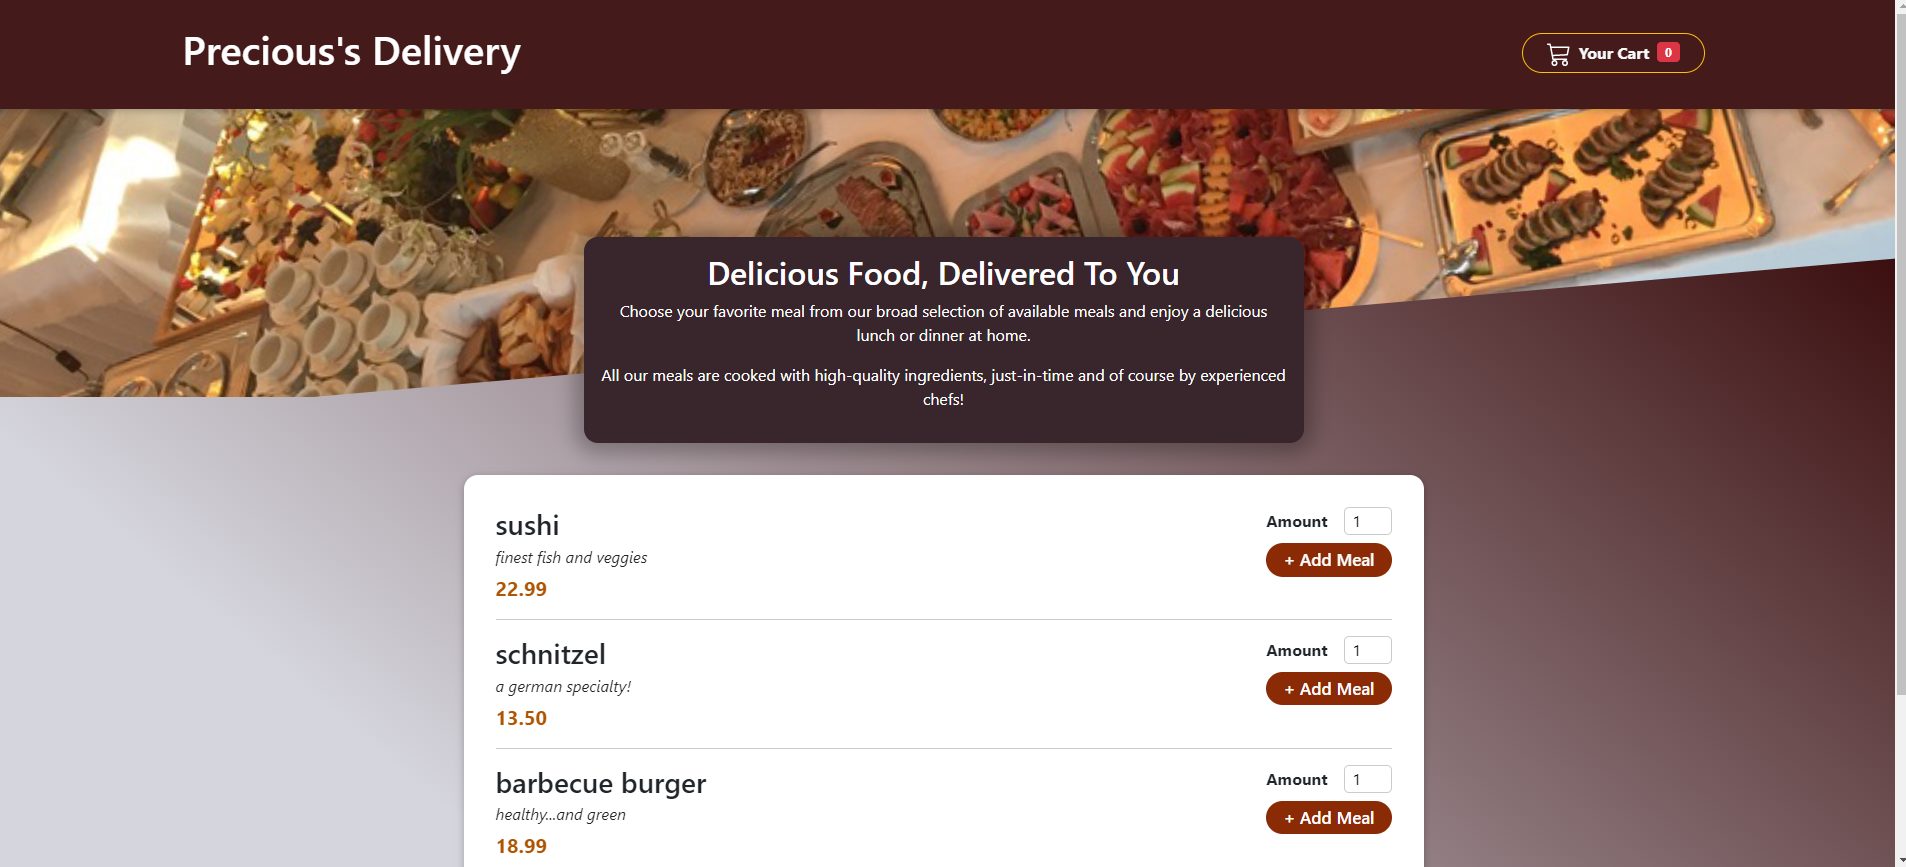 Precious's Delivery
Your Cart 0
Delicious Food, Delivered To You
Choose your favorite meal from our broad selection of available meals and enjoy a delicious
lunch or dinner at home.
All our meals are cooked with high-quality ingredients, just-in-time and of course by experienced
chefs!
sushi
finest fish and veggies
22.99
Amount 1
+ Add Meal
schnitzel
a german specialty!
13.50
Amount 1
+ Add Meal
barbecue burger
healthy...and green
18.99
Amount 1
+ Add Meal